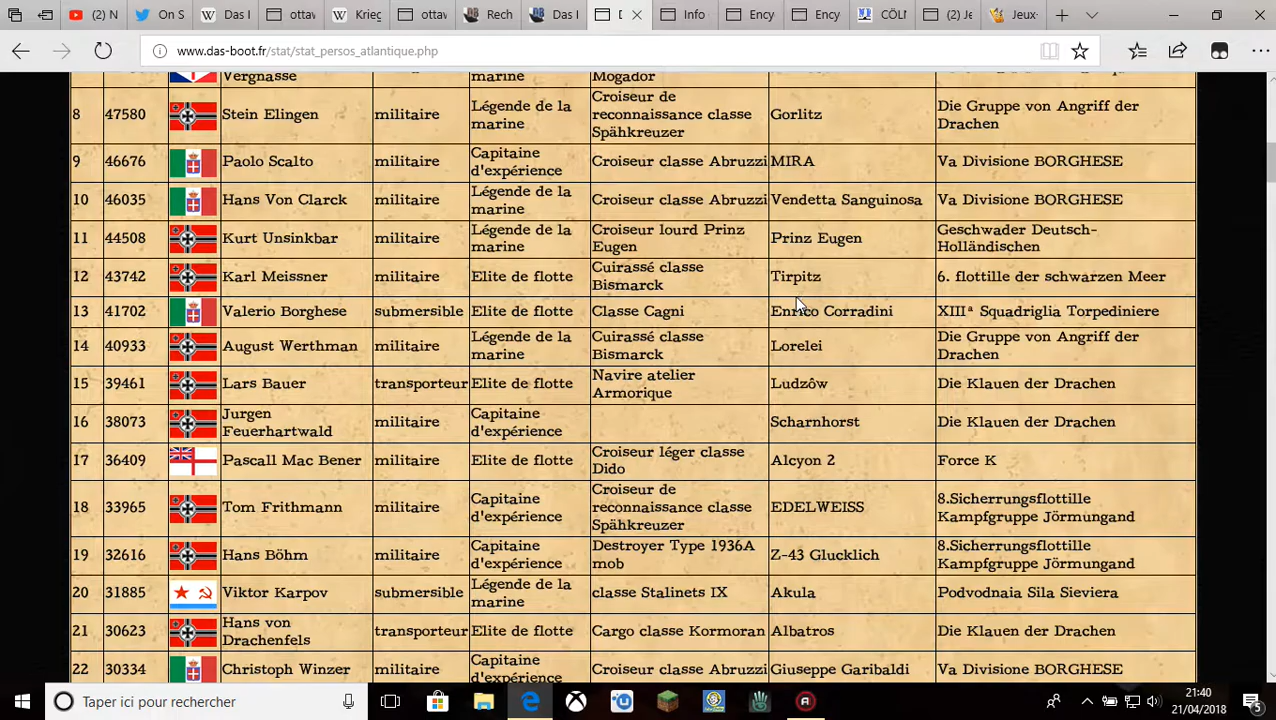 N
On S
Das I
ottav
Krieg
ottav
Rech
Das I
D
Info
Ency
Ency
CÖLN
(2) Je
Jeux-
www.das-boot.fr/stat/stat_persos_atlantique.php
Vergnasse marine Mogador
8 47580 Stein Elingen militaire Légende de la marine Croiseur de reconnaissance classe Spähkreuzer Gorlitz Die Gruppe von Angriff der Drachen
9 46676 Paolo Scalto militaire Capitaine d'expérience Croiseur classe Abruzzi MIRA Va Divisione BORGHESE
10 46035 Hans Von Clarck militaire Légende de la marine Croiseur classe Abruzzi Vendetta Sanguinosa Va Divisione BORGHESE
11 44508 Kurt Unsinkbar militaire Légende de la marine Croiseur lourd Prinz Eugen Prinz Eugen Geschwader Deutsch-Holländischen
12 43742 Karl Meissner militaire Elite de flotte Cuirassé classe Bismarck Tirpitz 6. flottille der schwarzen Meer
13 41702 Valerio Borghese submersible Elite de flotte Classe Cagni Enrico Corradini XIIIª Squadriglia Torpediniere
14 40933 August Werthman militaire Légende de la marine Cuirassé classe Bismarck Lorelei Die Gruppe von Angriff der Drachen
15 39461 Lars Bauer transporteur Elite de flotte Navire atelier Armorique Ludzôw Die Klauen der Drachen
16 38073 Jurgen Feuerhartwald militaire Capitaine d'expérience Scharnhorst Die Klauen der Drachen
17 36409 Pascall Mac Bener militaire Elite de flotte Croiseur léger classe Dido Alcyon 2 Force K
18 33965 Tom Frithmann militaire Capitaine d'expérience Croiseur de reconnaissance classe Spähkreuzer EDELWEISS 8.Sicherrungsflottille Kampfgruppe Jörmungand
19 32616 Hans Böhm militaire Capitaine d'expérience Destroyer Type 1936A mob Z-43 Glucklich 8.Sicherrungsflottille Kampfgruppe Jörmungand
20 31885 Viktor Karpov submersible Légende de la marine classe Stalinets IX Akula Podvodnaia Sila Sieviera
21 30623 Hans von Drachenfels transporteur Elite de flotte Cargo classe Kormoran Albatros Die Klauen der Drachen
22 30334 Christoph Winzer militaire Capitaine d'expérience Croiseur classe Abruzzi Giuseppe Garibaldi Va Divisione BORGHESE
Taper ici pour rechercher
21:40
21/04/2018
5